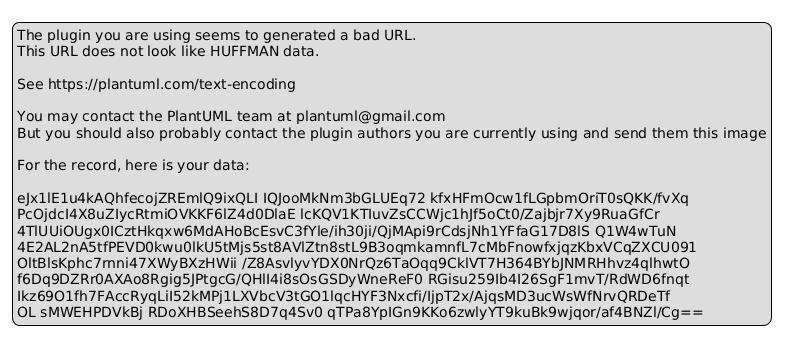 The plugin you are using seems to generated a bad URL.
This URL does not look like HUFFMAN data.
See https://plantuml.com/text-encoding
You may contact the PlantUML team at plantuml@gmail.com
But you should also probably contact the plugin authors you are currently using and send them this image
For the record, here is your data:
eJx1lE1u4kAQhfecojZREmlQ9ixQLI IQJooMkNm3bGLUEq72 kfxHFmOcw1fLGpbmOriT0sQKK/fvXq
PcOjdcI4X8uZIycRtmiOVKKF6lZ4d0DlaE lcKQV1KTIuvZsCCWjc1hJf5oCt0/Zajbjr7Xy9RuaGfCr
4TlUUiOUgx0ICztHkqxw6MdAHoBcEsvC3fYle/ih30ji/QjMApi9rCdsjNh1YFfaG17D8lS Q1W4wTuN
4E2AL2nA5tfPEVD0kwu0lkU5tMjs5st8AVlZtn8stL9B3oqmkamnfL7cMbFnowfxjqzKbxVCqZXCU091
OltBlsKphc7mni47XWyBXzHWii /Z8AsvlyvYDX0NrQz6TaOqq9CklVT7H364BYbJNMRHhvz4qlhwtO
f6Dq9DZRr0AXAo8Rgig5JPtgcG/QHII4i8sOsGSDyWneReF0 RGisu259Ib4I26SgF1mvT/RdWD6fnqt
Ikz69O1fh7FAccRyqLiI52kMPj1LXVbcV3tGO1lqcHYF3Nxcfi/IjpT2x/AjqsMD3ucWsWfNrvQRDeTf
OL sMWEHPDVkBj RDoXHBSeehS8D7q4Sv0 qTPa8YpIGn9KKo6zwlyYT9kuBk9wjqor/af4BNZl/Cg==